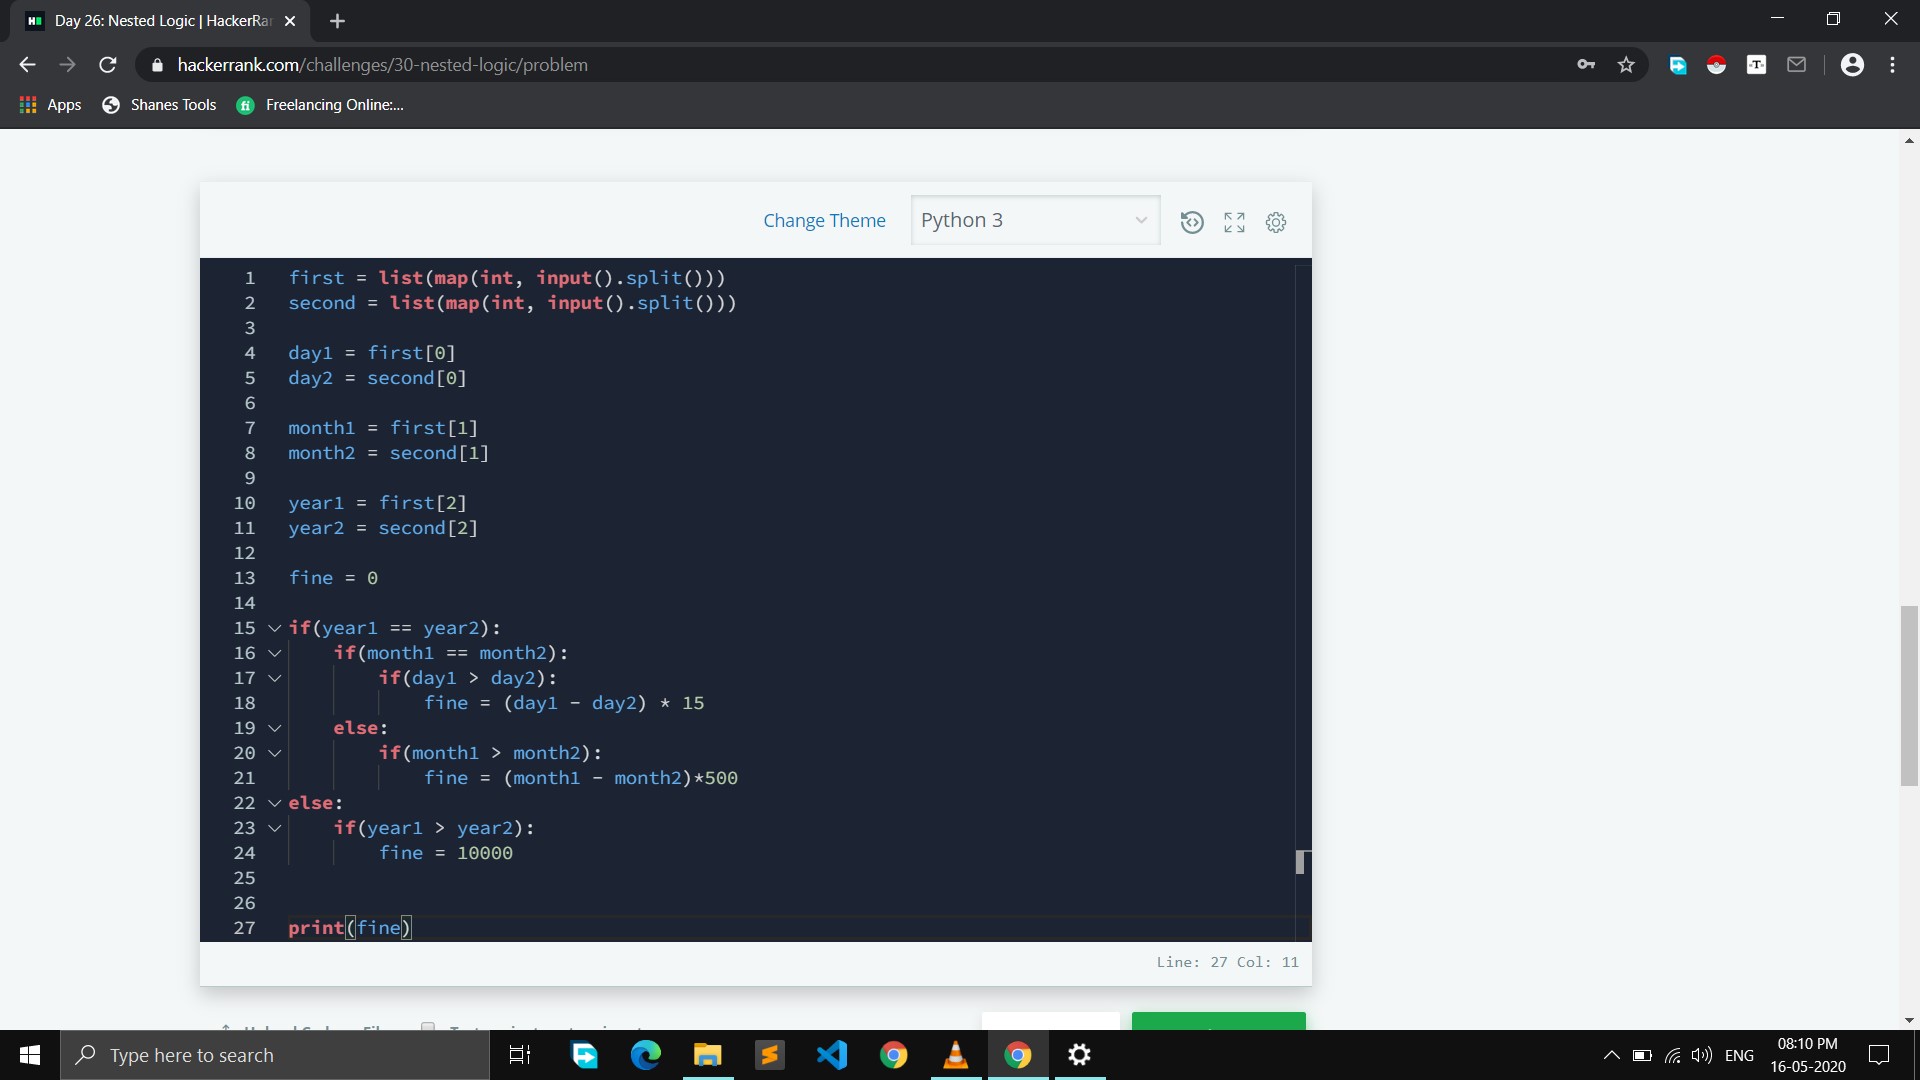 Day 26: Nested Logic | HackerRar
hackerrank.com/challenges/30-nested-logic/problem
Apps Shanes Tools Freelancing Online:...
Change Theme Python 3
1 first = list(map(int, input().split()))
2 second = list(map(int, input().split()))
3
4 day1 = first[0]
5 day2 = second[0]
6
7 month1 = first[1]
8 month2 = second[1]
9
10 year1 = first[2]
11 year2 = second[2]
12
13 fine = 0
14
15 if(year1 == year2):
16 if(month1 == month2):
17 if(day1 > day2):
18 fine = (day1 - day2) * 15
19 else:
20 if(month1 > month2):
21 fine = (month1 - month2)*500
22 else:
23 if(year1 > year2):
24 fine = 10000
25
26
27 print(fine)
Line: 27 Col: 11
Type here to search
ENG
08:10 PM
16-05-2020